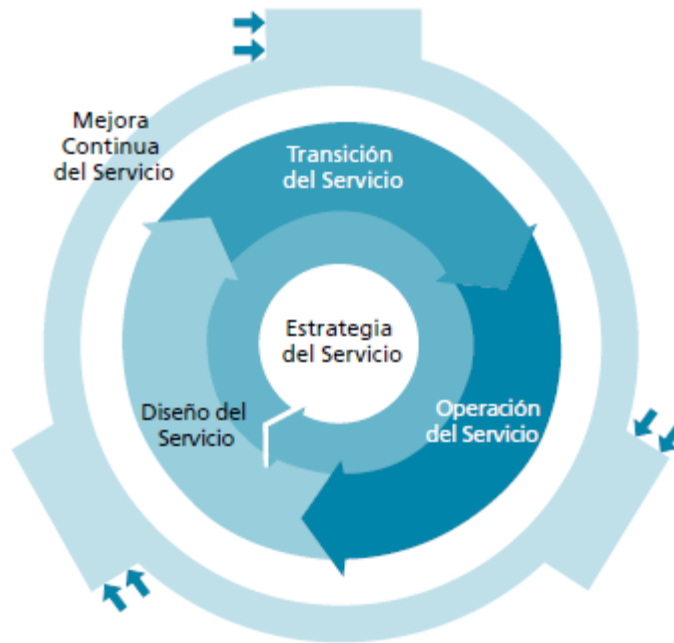 Mejora
Continua
del Servicio
Transición
del Servicio
Estrategia
del Servicio
Diseño del
Servicio
Operación
del Servicio